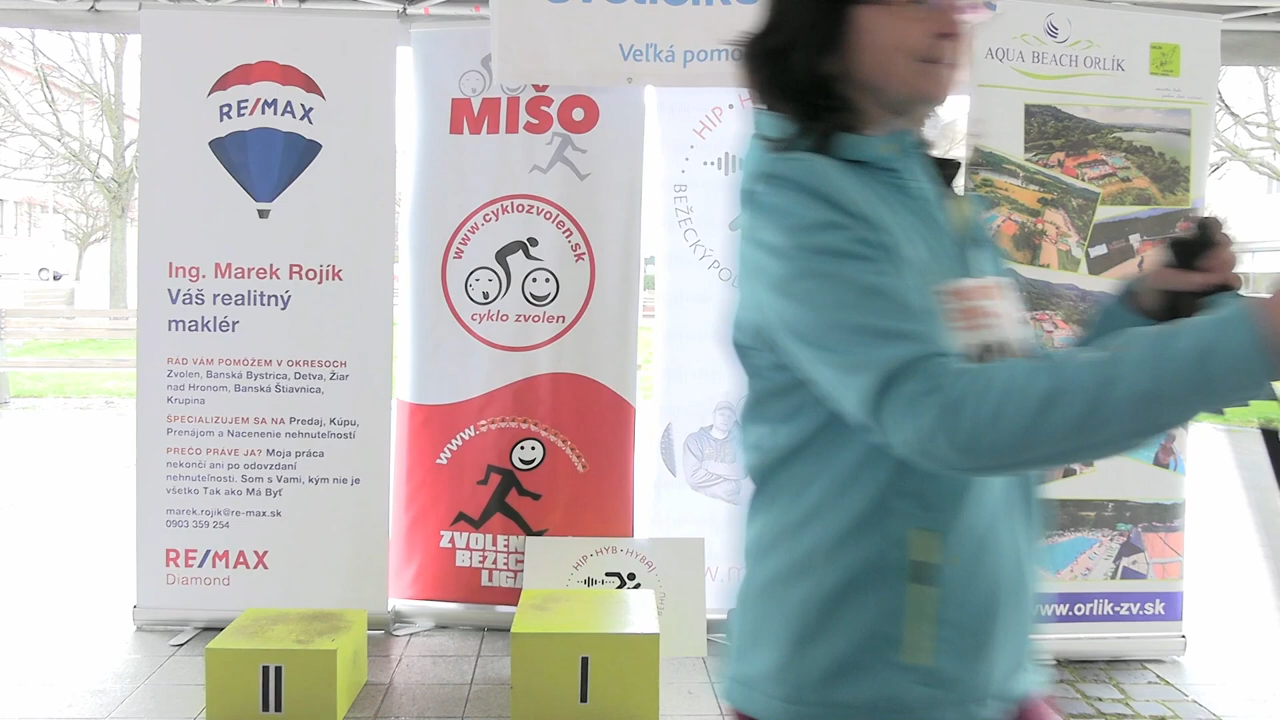 RE/MAX
Ing. Marek Rojík
Váš realitný
maklér
RÁD VÁM POMÔŽEM V OKRESOCH
Zvolen, Banská Bystrica, Detva, Žiar
nad Hronom, Banská Štiavnica,
Krupina
ŠPECIALIZUJEM SA NA Predaj, Kúpu,
Prenájom a Nacenenie nehnuteľností
PREČO PRÁVE JA? Moja práca
nekončí ani po odovzdaní
nehnuteľnosti. Som s Vami, kým nie je
všetko Tak ako Má Byť
marek.rojik@re-max.sk
0903 359 254
RE/MAX
Diamond
MIŠO
www.cyklozvolen.sk
cyklo zvolen
www.
ZVOLEN
BEŽEC
LIGA
Veľká pomo
HIP • H
BEŽECKÝ POL
HIP • HYB • HYBAJ
BEHU
AQUA BEACH ORLÍK
www.orlik-zv.sk
II
I